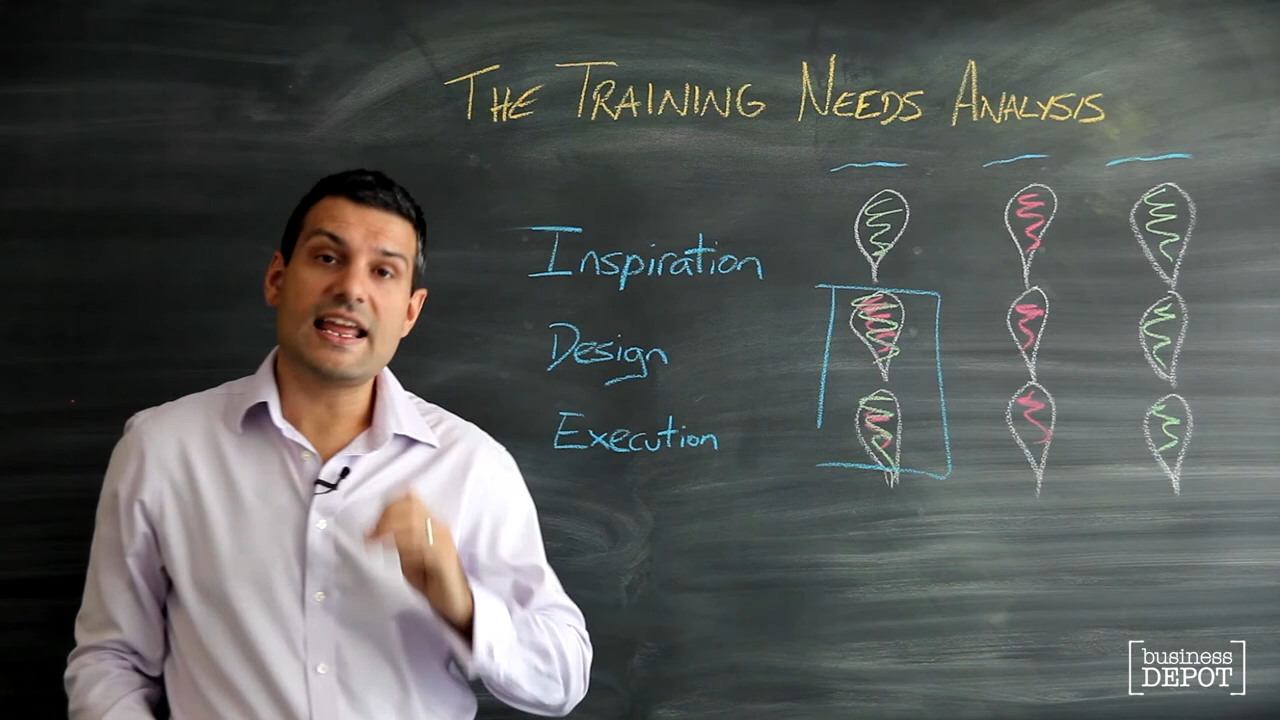 THE TRAINING NEEDS ANALYSIS
Inspiration
Design
Execution
business
DEPOT